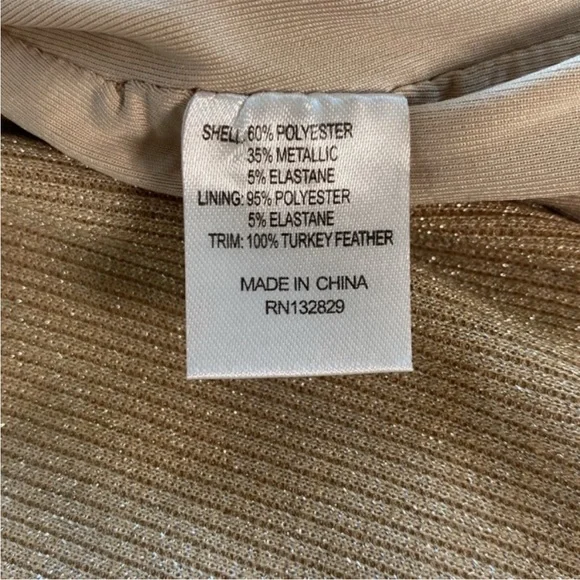 SHELL: 60% POLYESTER
35% METALLIC
5% ELASTANE
LINING: 95% POLYESTER
5% ELASTANE
TRIM: 100% TURKEY FEATHER
MADE IN CHINA
RN132829